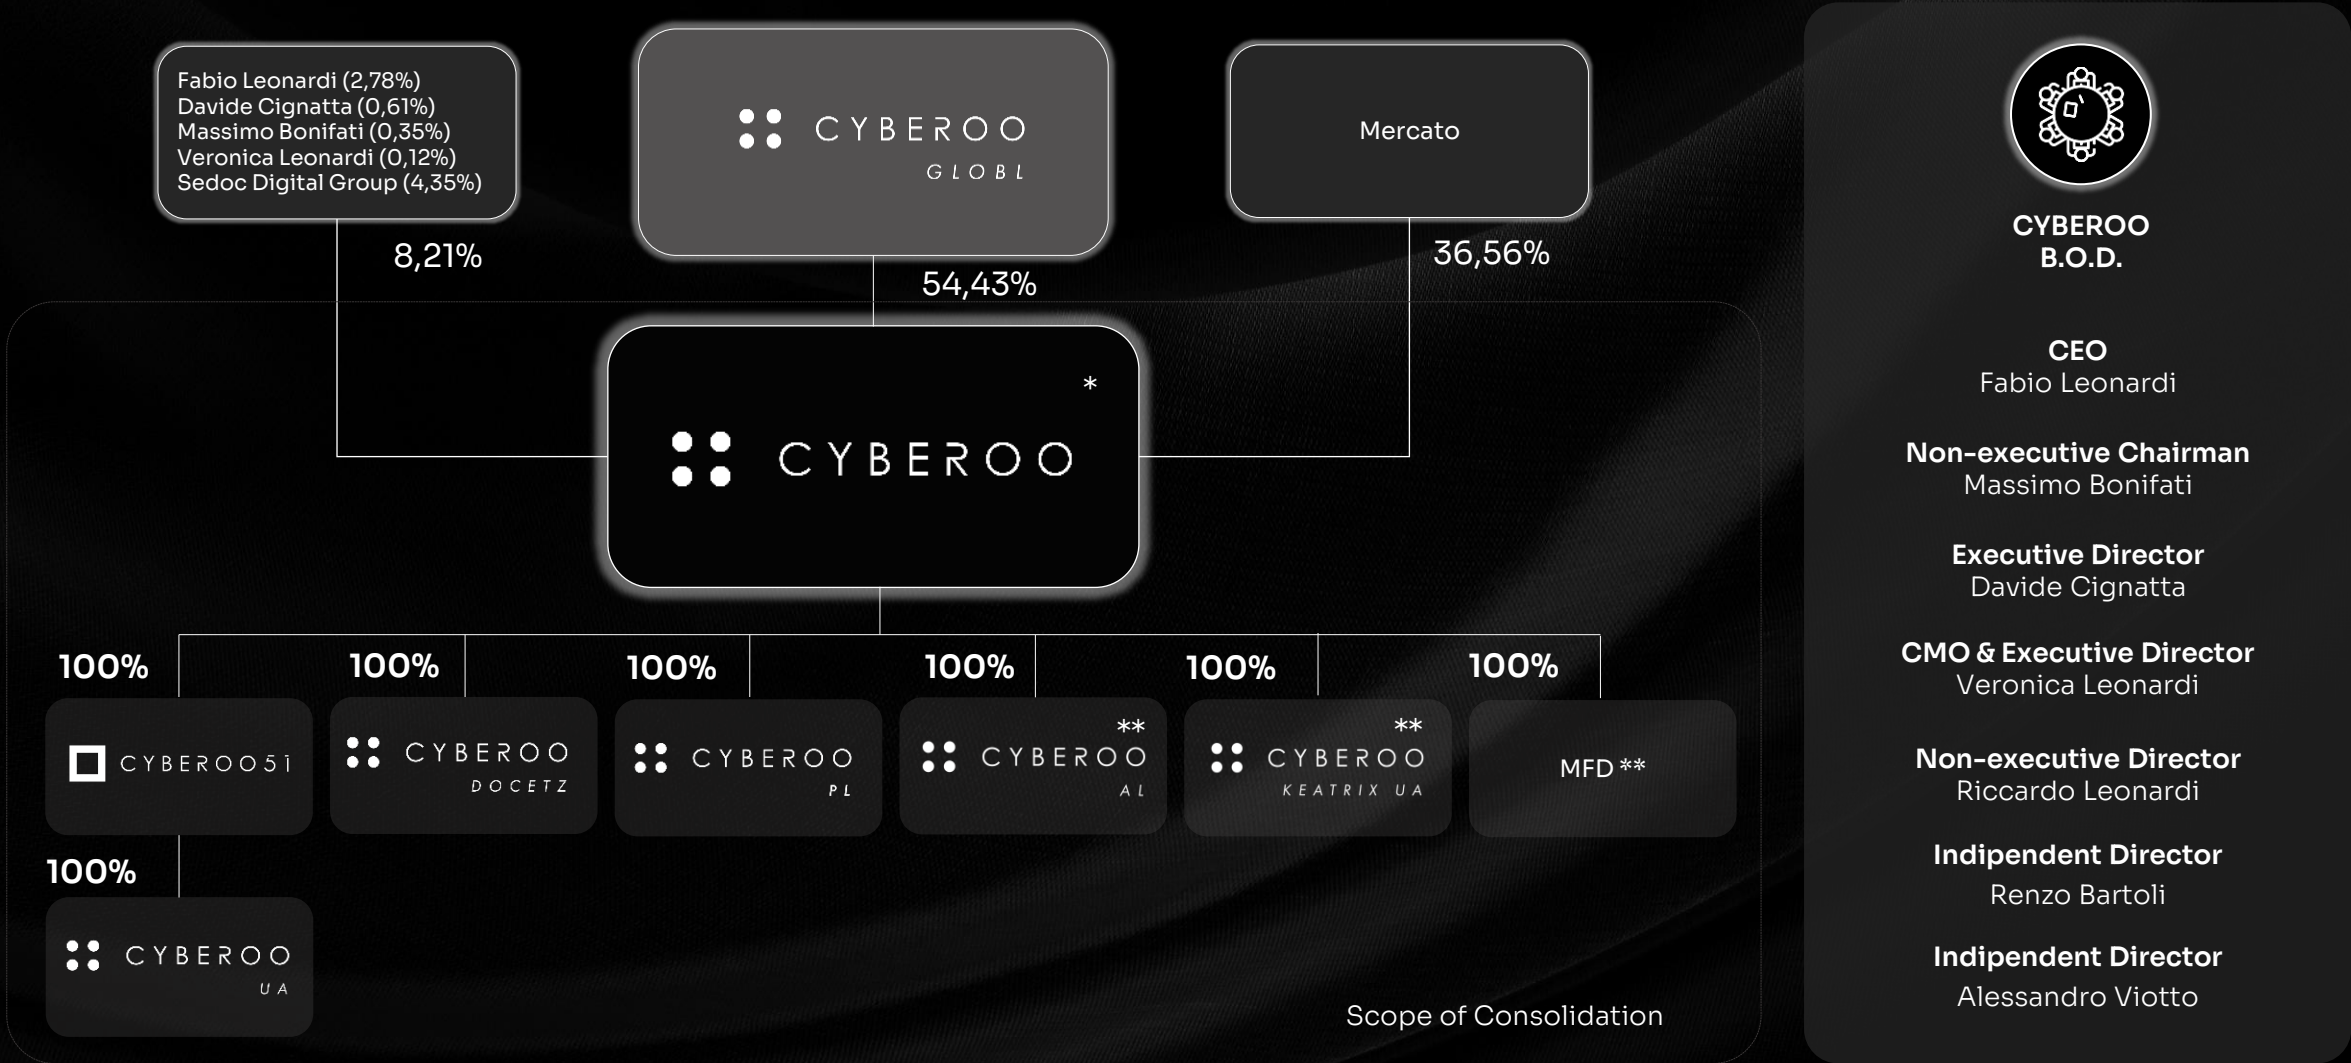 Fabio Leonardi (2,78%)
Davide Cignatta (0,61%)
Massimo Bonifati (0,35%)
Veronica Leonardi (0,12%)
Sedoc Digital Group (4,35%)
8,21%
CYBEROO
GLOBL
54,43%
Mercato
36,56%
*
CYBEROO
100%
CYBEROO51
100%
CYBEROO
DOCETZ
100%
CYBEROO
PL
100%
**
CYBEROO
AL
100%
**
CYBEROO
KEATRIX UA
100%
MFD **
100%
CYBEROO
UA
Scope of Consolidation
CYBEROO
B.O.D.
CEO
Fabio Leonardi
Non-executive Chairman
Massimo Bonifati
Executive Director
Davide Cignatta
CMO & Executive Director
Veronica Leonardi
Non-executive Director
Riccardo Leonardi
Indipendent Director
Renzo Bartoli
Indipendent Director
Alessandro Viotto